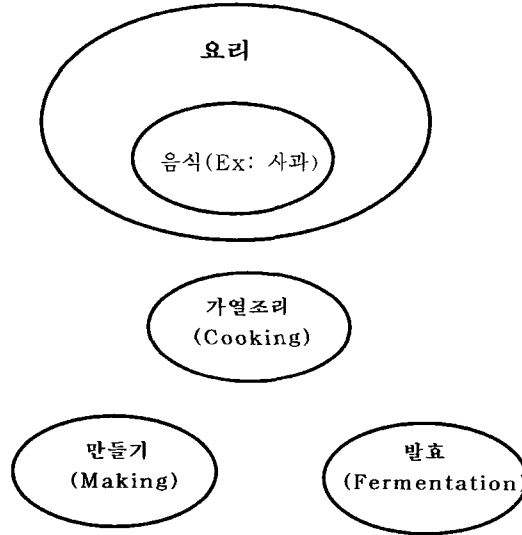 요리
음식(Ex: 사과)
가열조리
(Cooking)
만들기
(Making)
발효
(Fermentation)